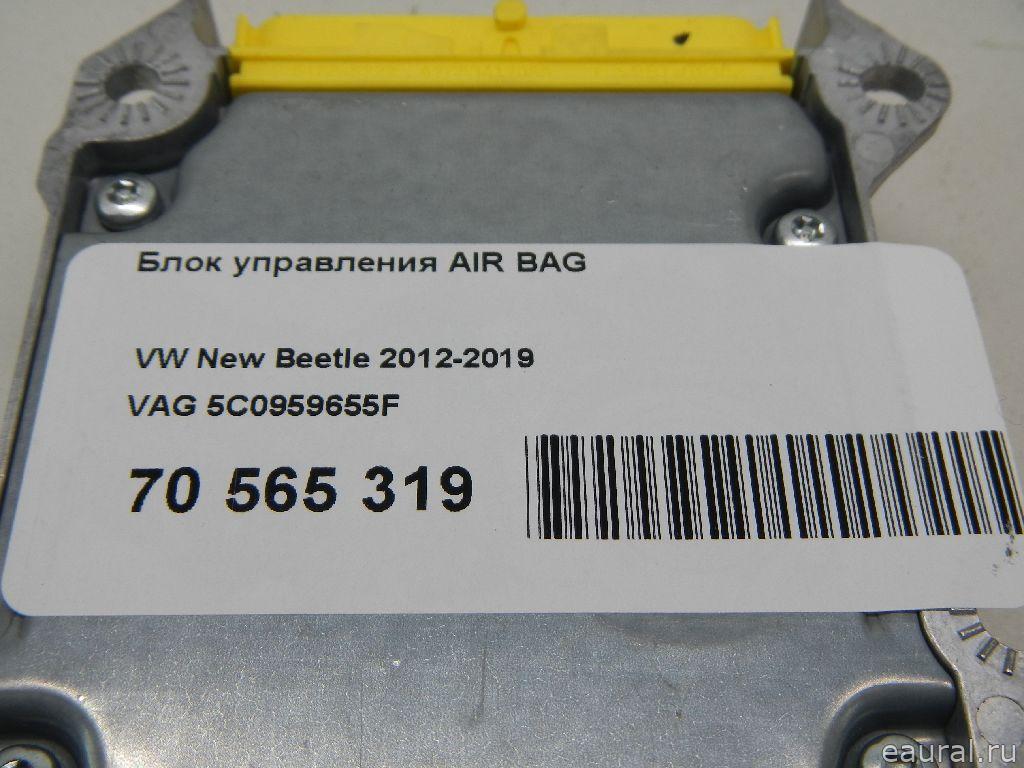 Блок управления AIR BAG
VW New Beetle 2012-2019
VAG 5C0959655F
70 565 319
eaural.ru